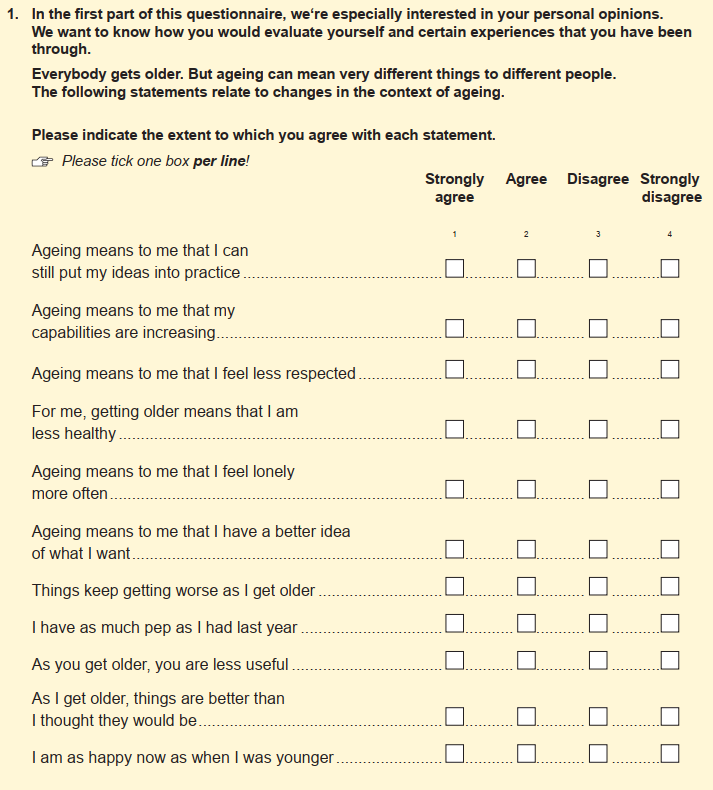 1. In the first part of this questionnaire, we‘re especially interested in your personal opinions.
We want to know how you would evaluate yourself and certain experiences that you have been
through.
Everybody gets older. But ageing can mean very different things to different people.
The following statements relate to changes in the context of ageing.
Please indicate the extent to which you agree with each statement.
Please tick one box per line!
Strongly agree Agree Disagree Strongly disagree
1 2 3 4
Ageing means to me that I can
still put my ideas into practice
Ageing means to me that my
capabilities are increasing
Ageing means to me that I feel less respected
For me, getting older means that I am
less healthy
Ageing means to me that I feel lonely
more often
Ageing means to me that I have a better idea
of what I want
Things keep getting worse as I get older
I have as much pep as I had last year
As you get older, you are less useful
As I get older, things are better than
I thought they would be
I am as happy now as when I was younger